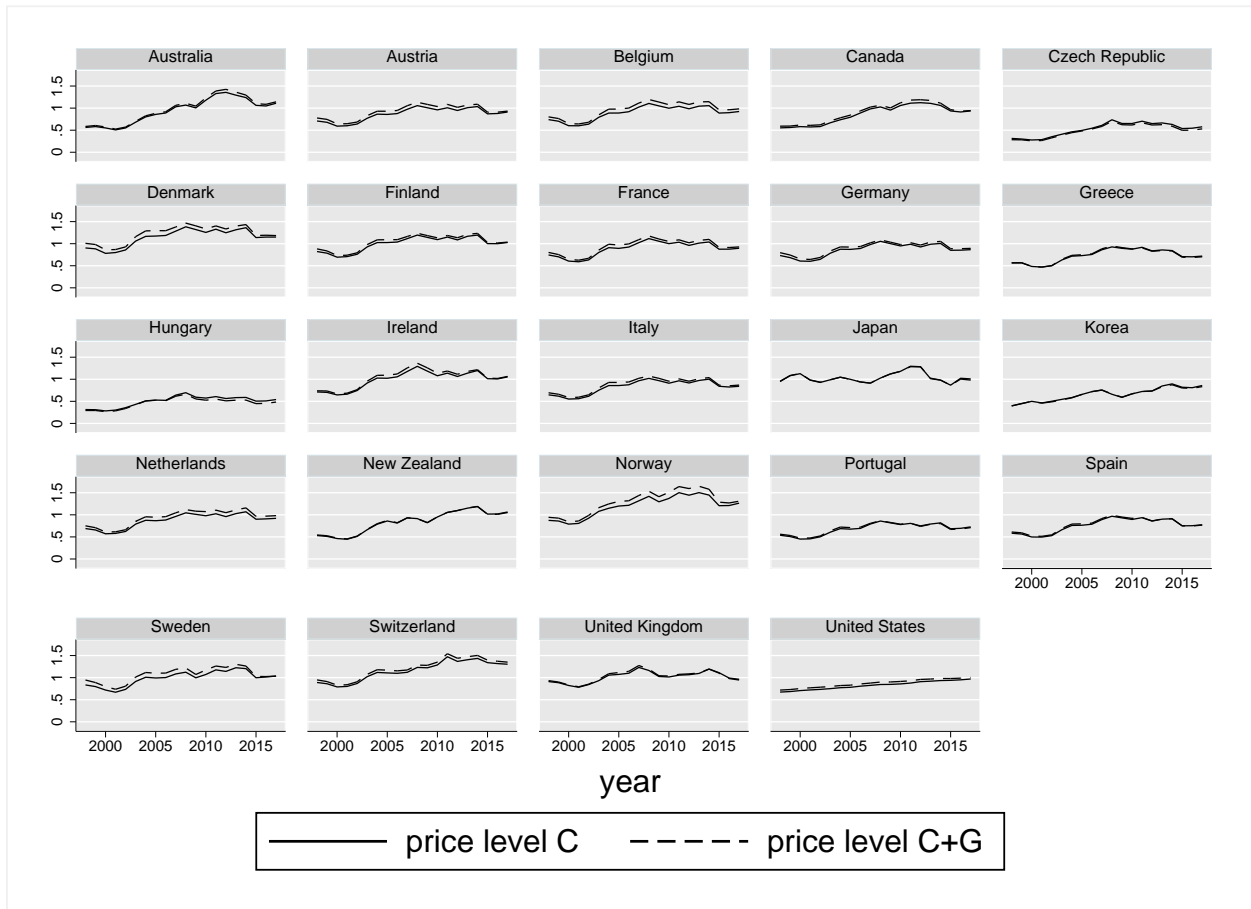 Australia Austria Belgium Canada Czech Republic
1.5
1
.5
0
Denmark Finland France Germany Greece
1.5
1
.5
0
Hungary Ireland Italy Japan Korea
1.5
1
.5
0
Netherlands New Zealand Norway Portugal Spain
1.5
1
.5
0
2000 2005 2010 2015
Sweden Switzerland United Kingdom United States
1.5
1
.5
0
2000 2005 2010 2015 2000 2005 2010 2015 2000 2005 2010 2015 2000 2005 2010 2015
year
price level C price level C+G